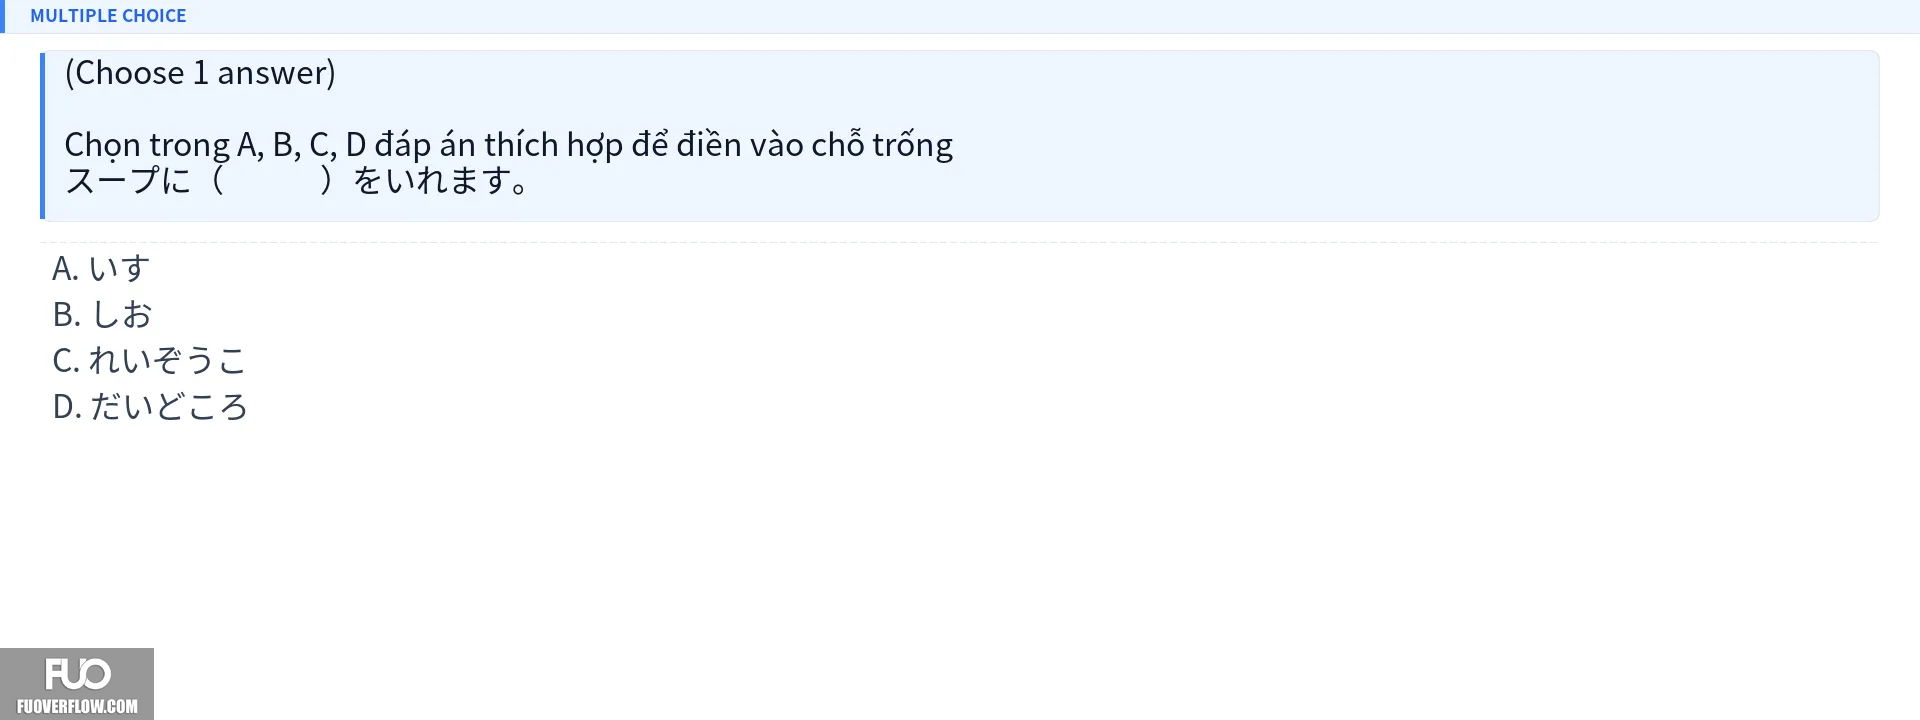 MULTIPLE CHOICE
(Choose 1 answer)
Chọn trong A, B, C, D đáp án thích hợp để điền vào chỗ trống
スープに（　　　）をいれます。
A. いす
B. しお
C. れいぞうこ
D. だいどころ
FUO
FUOVERFLOW.COM